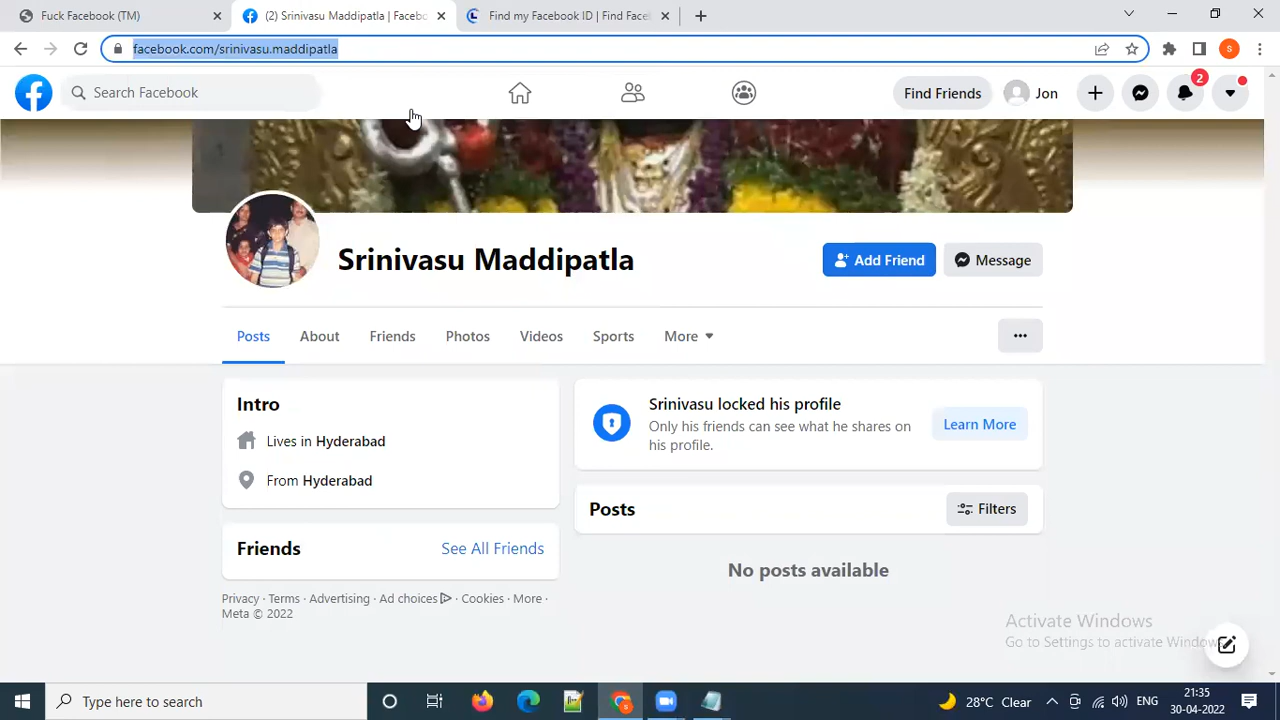 Fuck Facebook (TM)
(2) Srinivasu Maddipatla | Facebo
Find my Facebook ID | Find Face
facebook.com/srinivasu.maddipatla
S
Search Facebook
Find Friends
Jon
2
Srinivasu Maddipatla
Add Friend
Message
Posts
About
Friends
Photos
Videos
Sports
More
Intro
Lives in Hyderabad
From Hyderabad
Srinivasu locked his profile
Only his friends can see what he shares on
his profile.
Learn More
Posts
Filters
Friends
See All Friends
No posts available
Privacy · Terms · Advertising · Ad choices · Cookies · More ·
Meta © 2022
Activate Windows
Go to Settings to activate Windows
Type here to search
28°C Clear
ENG
21:35
30-04-2022